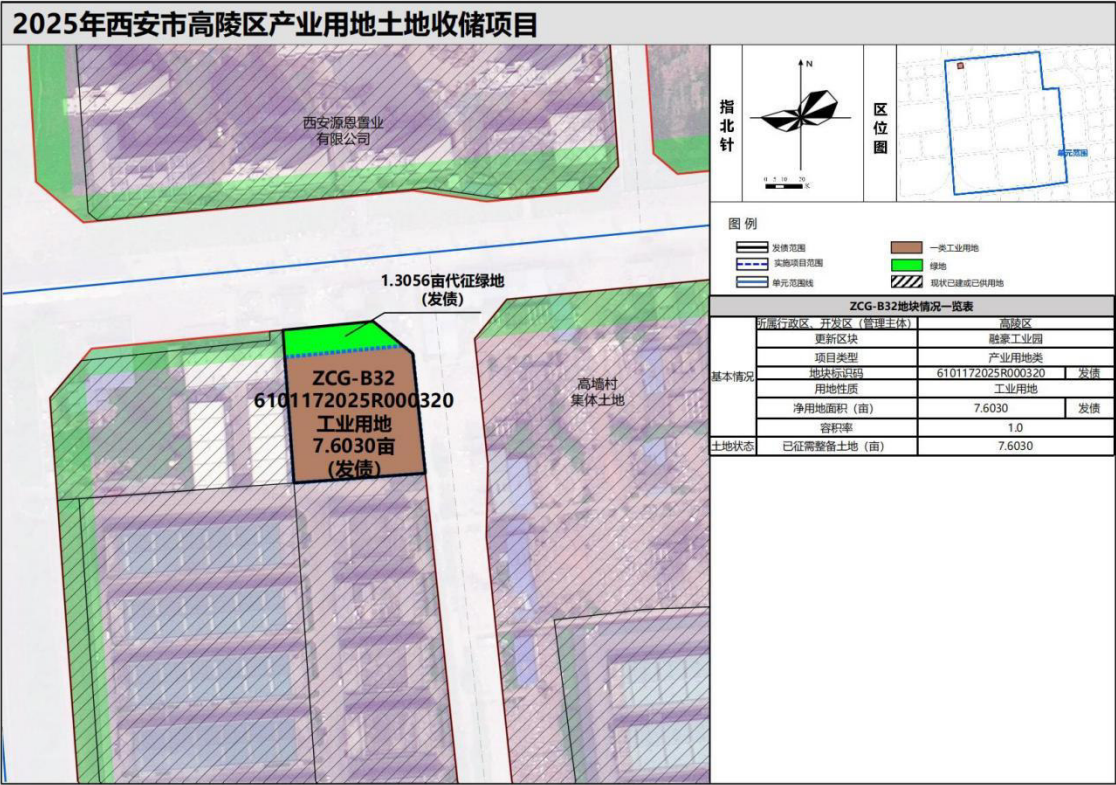 2025年西安市高陵区产业用地土地收储项目
西安源恩置业
有限公司
1.3056亩代征绿地
(发债)
ZCG-B32
6101172025R000320
工业用地
7.6030亩
(发债)
高墙村
集体土地
指北针
N
0 5 10 20
区位图
单元范围
图 例
发债范围
一类工业用地
实施项目范围
绿地
单元范围线
现状已建或已供用地
ZCG-B32地块情况一览表
基本情况
所属行政区、开发区（管理主体） 高陵区
更新区块 融豪工业园
项目类型 产业用地类
地块标识码 6101172025R000320 发债
用地性质 工业用地
净用地面积（亩） 7.6030 发债
容积率 1.0
土地状态 已征需整备土地（亩） 7.6030